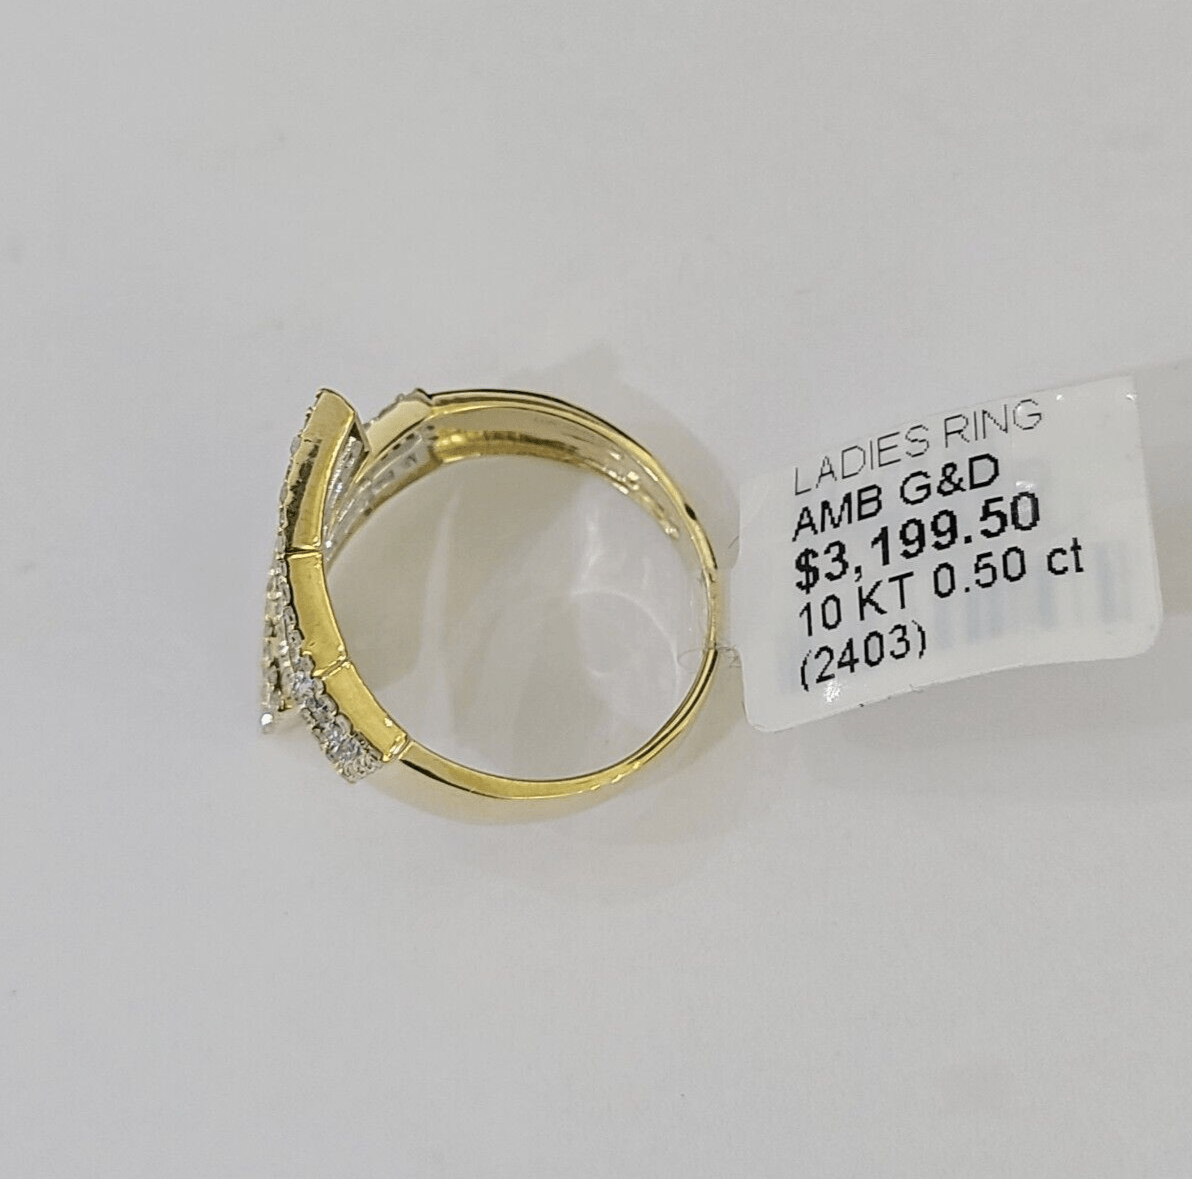 LADIES RING
AMB G&D
$3,199.50
10 KT 0.50 ct
(2403)